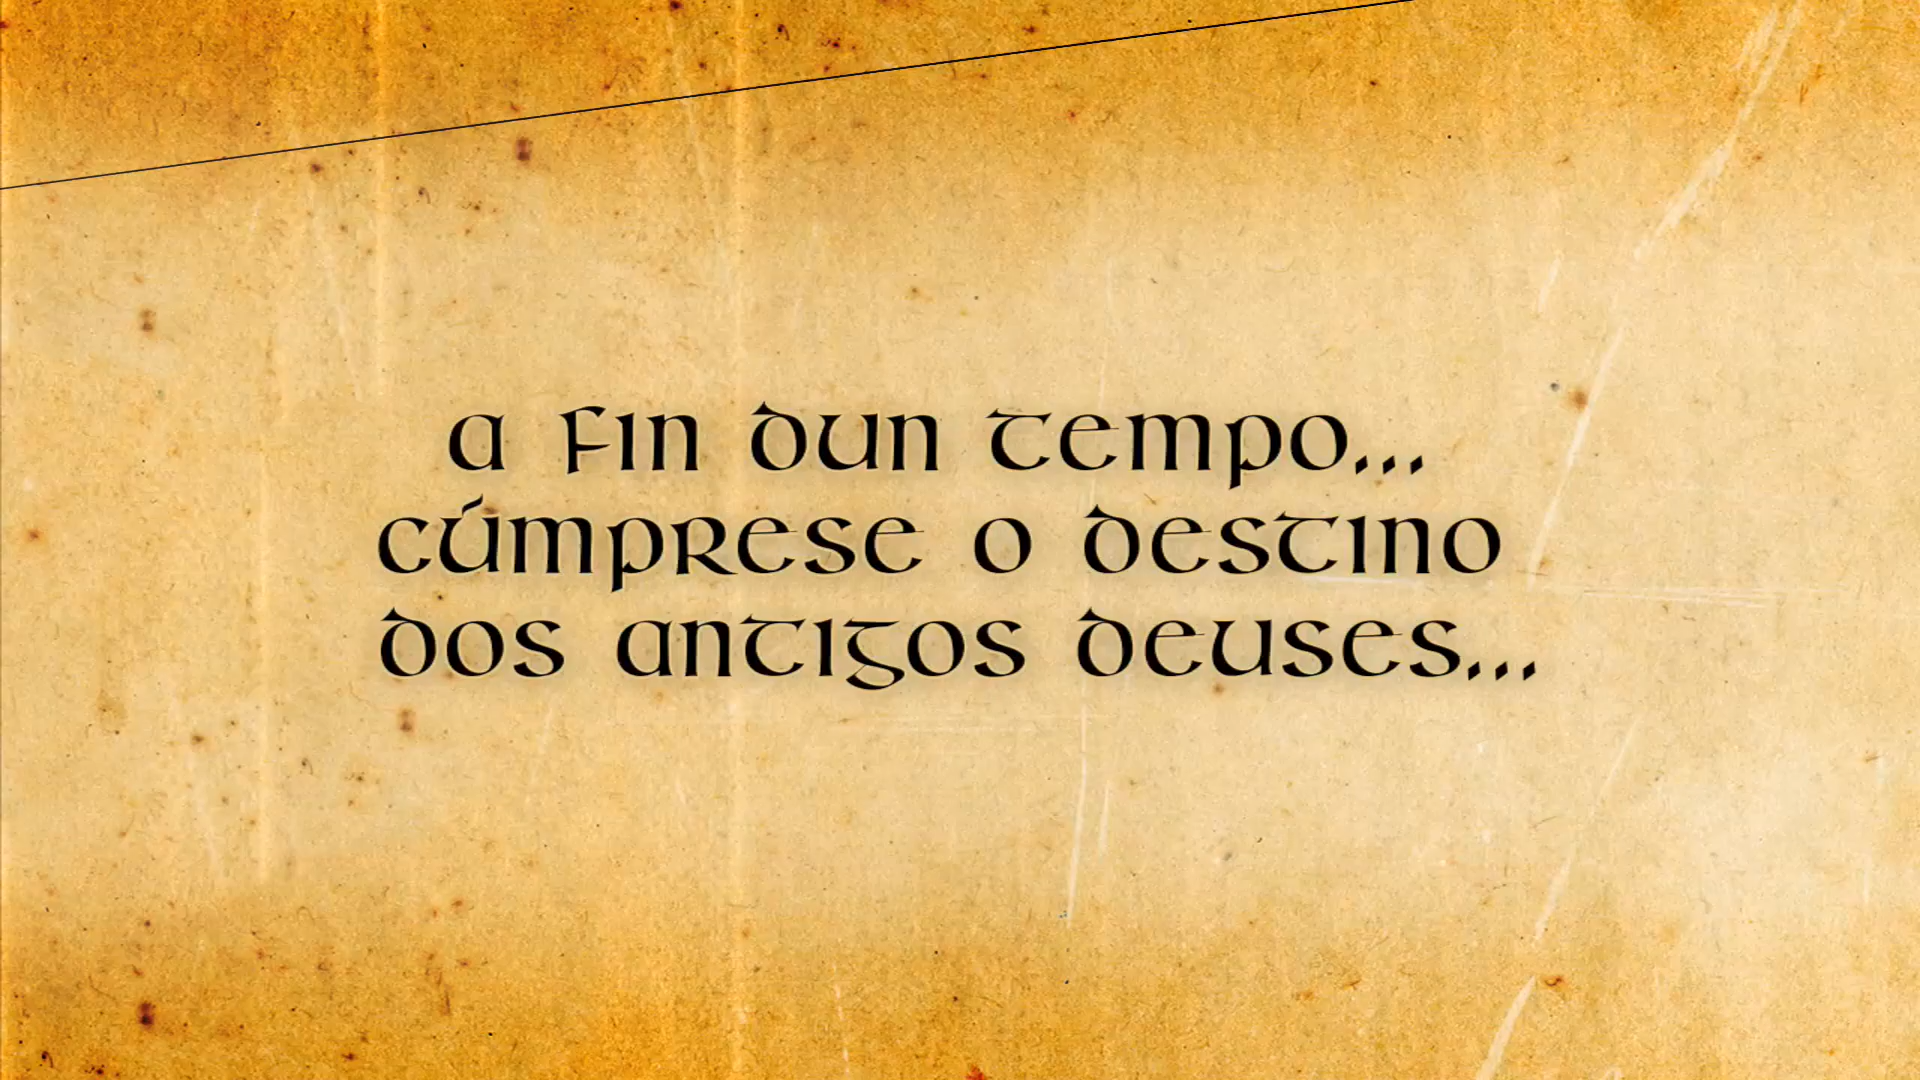 A fin dun tempo...
cúmprese o destino
dos antigos deuses...